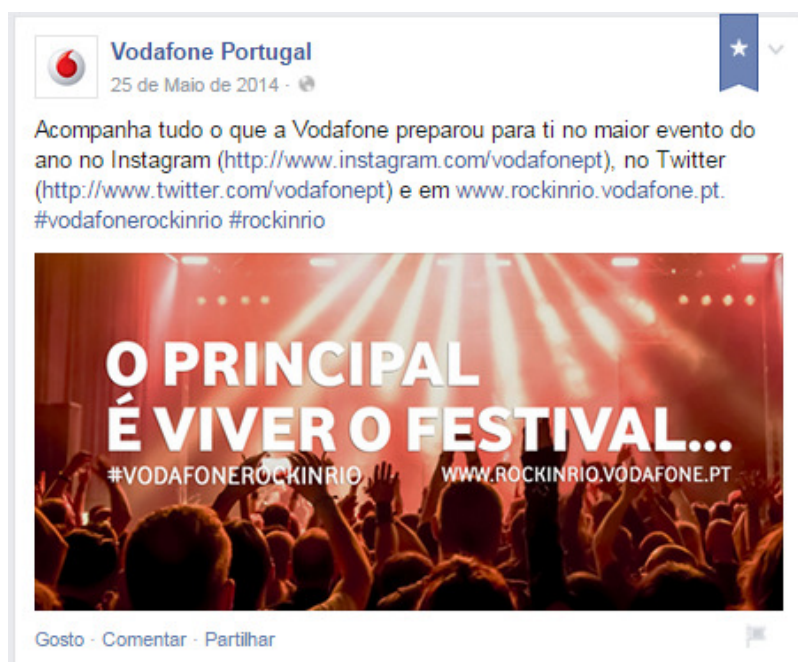 Vodafone Portugal
25 de Maio de 2014 ·
Acompanha tudo o que a Vodafone preparou para ti no maior evento do
ano no Instagram (http://www.instagram.com/vodafonept), no Twitter
(http://www.twitter.com/vodafonept) e em www.rockinrio.vodafone.pt.
#vodafonerockinrio #rockinrio
O PRINCIPAL
É VIVER O FESTIVAL...
#VODAFONEROCKINRIO WWW.ROCKINRIO.VODAFONE.PT
Gosto · Comentar · Partilhar